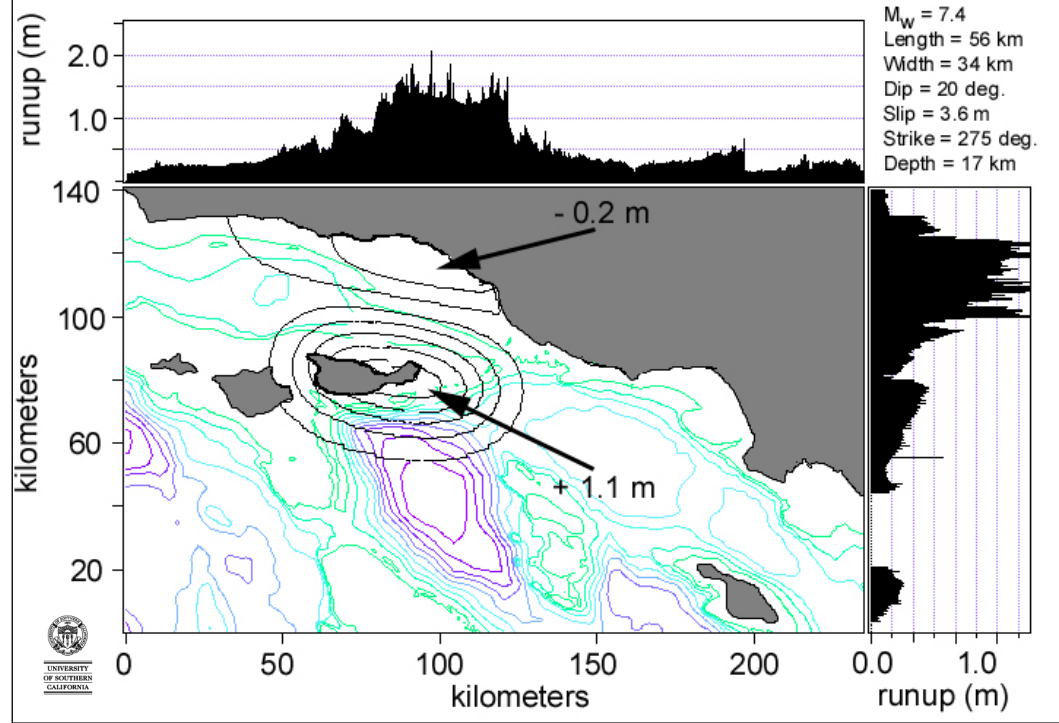 runup (m)
2.0
1.0
M_w = 7.4
Length = 56 km
Width = 34 km
Dip = 20 deg.
Slip = 3.6 m
Strike = 275 deg.
Depth = 17 km
kilometers
140
100
60
20
- 0.2 m
+ 1.1 m
UNIVERSITY
OF SOUTHERN
CALIFORNIA
0 50 100 150 200
kilometers
0.0 1.0
runup (m)